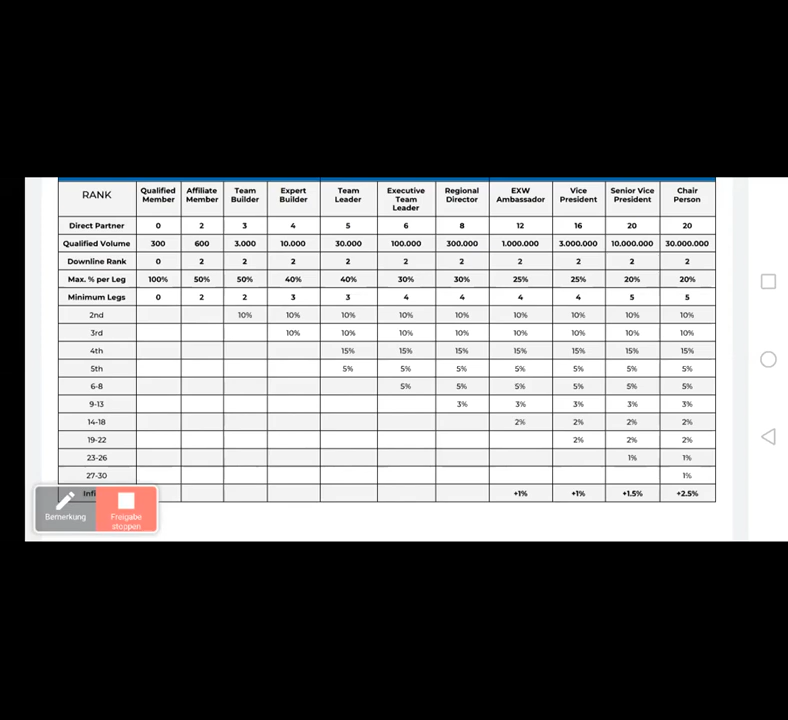 RANK Qualified Member Affiliate Member Team Builder Expert Builder Team Leader Executive Team Leader Regional Director EXW Ambassador Vice President Senior Vice President Chair Person
Direct Partner 0 2 3 4 5 6 8 12 16 20 20
Qualified Volume 300 600 3.000 10.000 30.000 100.000 300.000 1.000.000 3.000.000 10.000.000 30.000.000
Downline Rank 0 2 2 2 2 2 2 2 2 2 2
Max. % per Leg 100% 50% 50% 40% 40% 30% 30% 25% 25% 20% 20%
Minimum Legs 0 2 2 3 3 4 4 4 4 5 5
2nd 10% 10% 10% 10% 10% 10% 10% 10% 10%
3rd 10% 10% 10% 10% 10% 10% 10% 10%
4th 15% 15% 15% 15% 15% 15% 15%
5th 5% 5% 5% 5% 5% 5% 5%
6-8 5% 5% 5% 5% 5% 5%
9-13 3% 3% 3% 3% 3%
14-18 2% 2% 2% 2%
19-22 2% 2% 2%
23-26 1% 1%
27-30 1%
+1% +1% +1.5% +2.5%
Bemerkung
Freigabe
stoppen